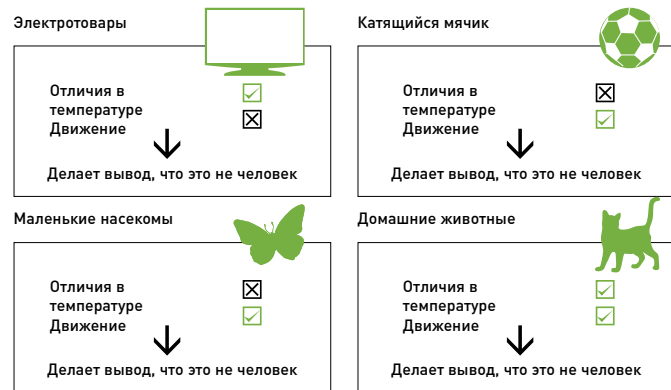 Электротовары
Отличия в
температуре
Движение
Делает вывод, что это не человек
Катящийся мячик
Отличия в
температуре
Движение
Делает вывод, что это не человек
Маленькие насекомы
Отличия в
температуре
Движение
Делает вывод, что это не человек
Домашние животные
Отличия в
температуре
Движение
Делает вывод, что это не человек